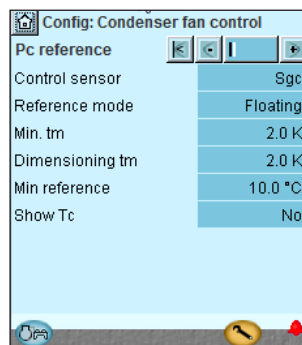 Config: Condenser fan control
Pc reference
Control sensor Sgc
Reference mode Floating
Min. tm 2.0 K
Dimensioning tm 2.0 K
Min reference 10.0 °C
Show Tc No